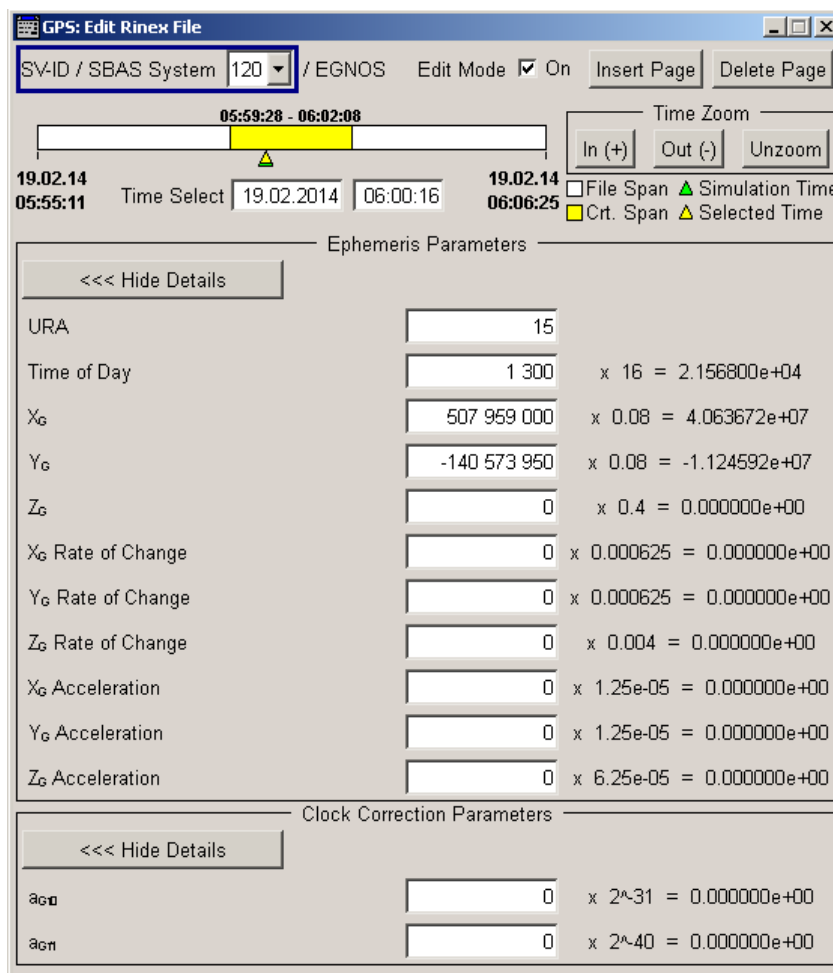 GPS: Edit Rinex File
SV-ID / SBAS System 120 / EGNOS Edit Mode On Insert Page Delete Page
05:59:28 - 06:02:08
Time Zoom
In (+) Out (-) Unzoom
19.02.14
05:55:11
Time Select 19.02.2014 06:00:16
19.02.14
06:06:25
File Span Simulation Time
Crt. Span Selected Time
Ephemeris Parameters
<<< Hide Details
URA 15
Time of Day 1 300 x 16 = 2.156800e+04
XG 507 959 000 x 0.08 = 4.063672e+07
YG -140 573 950 x 0.08 = -1.124592e+07
ZG 0 x 0.4 = 0.000000e+00
XG Rate of Change 0 x 0.000625 = 0.000000e+00
YG Rate of Change 0 x 0.000625 = 0.000000e+00
ZG Rate of Change 0 x 0.004 = 0.000000e+00
XG Acceleration 0 x 1.25e-05 = 0.000000e+00
YG Acceleration 0 x 1.25e-05 = 0.000000e+00
ZG Acceleration 0 x 6.25e-05 = 0.000000e+00
Clock Correction Parameters
<<< Hide Details
aGf0 0 x 2^-31 = 0.000000e+00
aGf1 0 x 2^-40 = 0.000000e+00